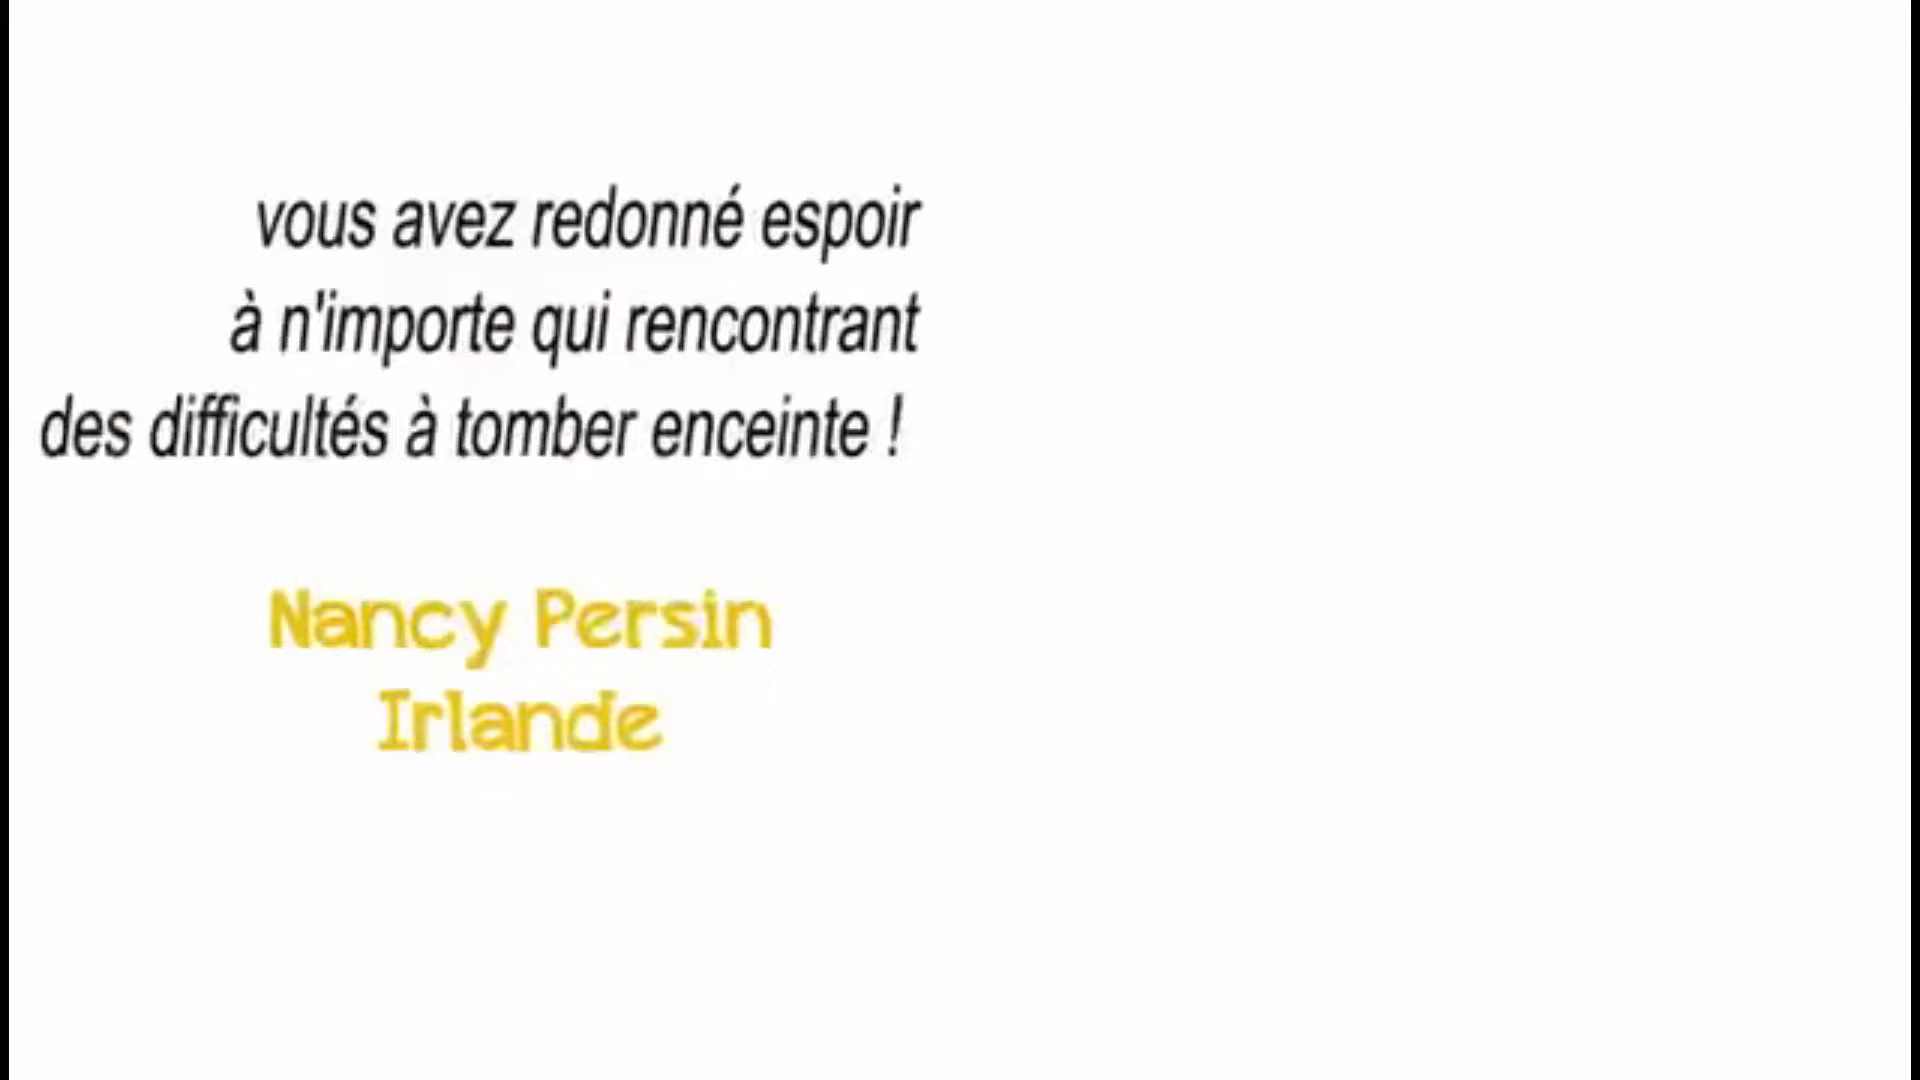 vous avez redonné espoir
à n'importe qui rencontrant
des difficultés à tomber enceinte !
Nancy Persin
Irlande